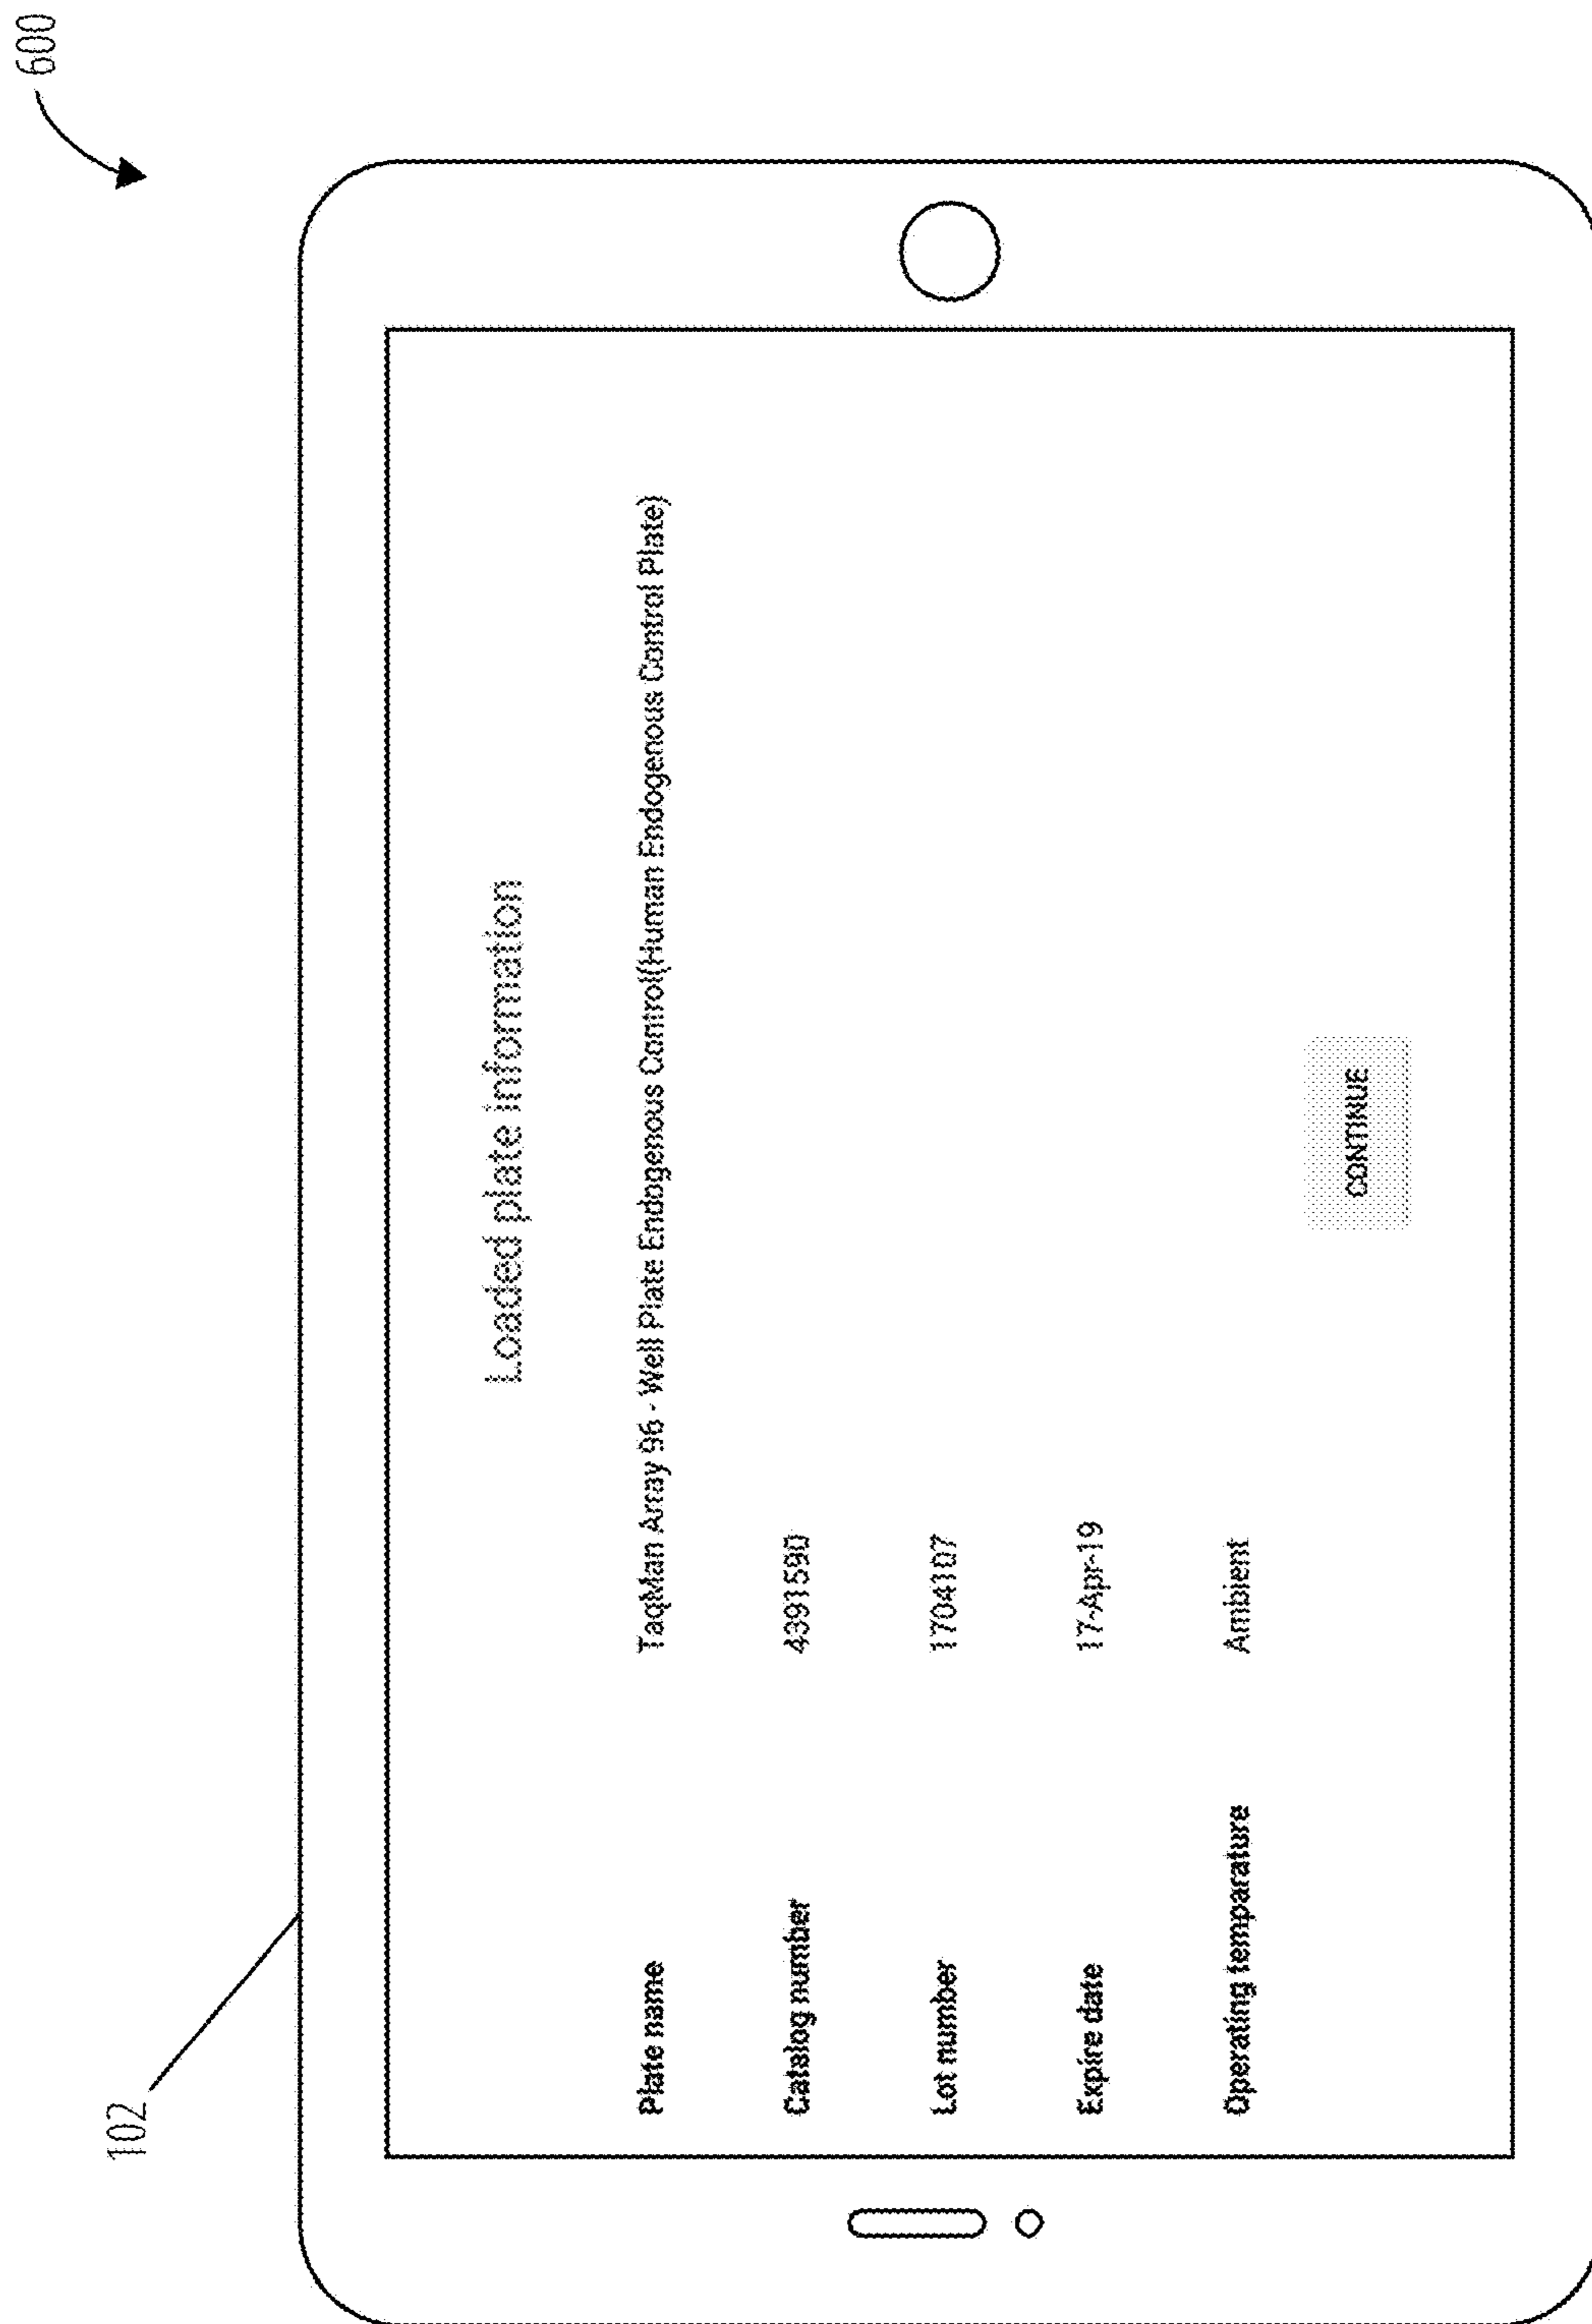 600
102
Loaded plate information
Plate name TaqMan Array 96 - Well Plate Endogenous Control(Human Endogenous Control Plate)
Catalog number 4391590
Lot number 1704107
Expire date 17-Apr-19
Operating temparature Ambient
CONTINUE